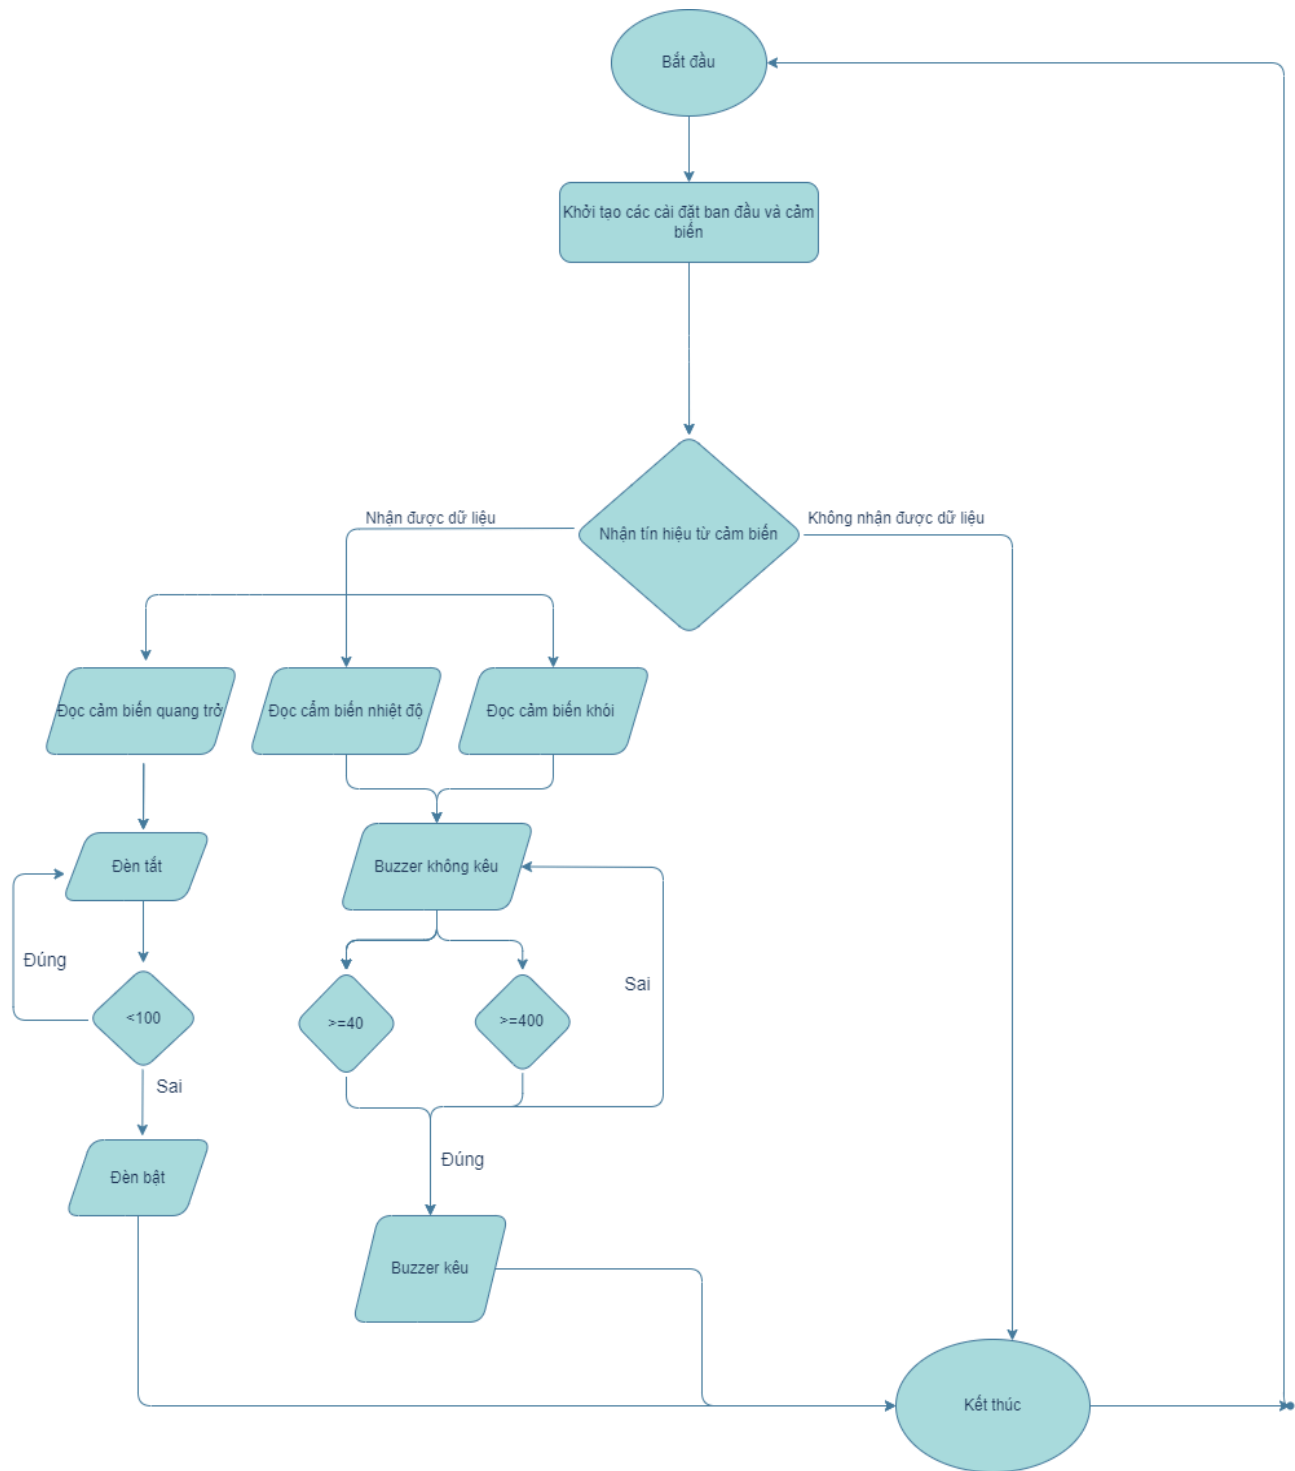 Bắt đầu
Khởi tạo các cài đặt ban đầu và cảm
biến
Nhận được dữ liệu
Nhận tín hiệu từ cảm biến
Không nhận được dữ liệu
Đọc cảm biến quang trở
Đọc cẩm biến nhiệt độ
Đọc cảm biến khói
Đèn tắt
Buzzer không kêu
Đúng
Sai
<100
>=40
>=400
Sai
Đúng
Đèn bật
Buzzer kêu
Kết thúc